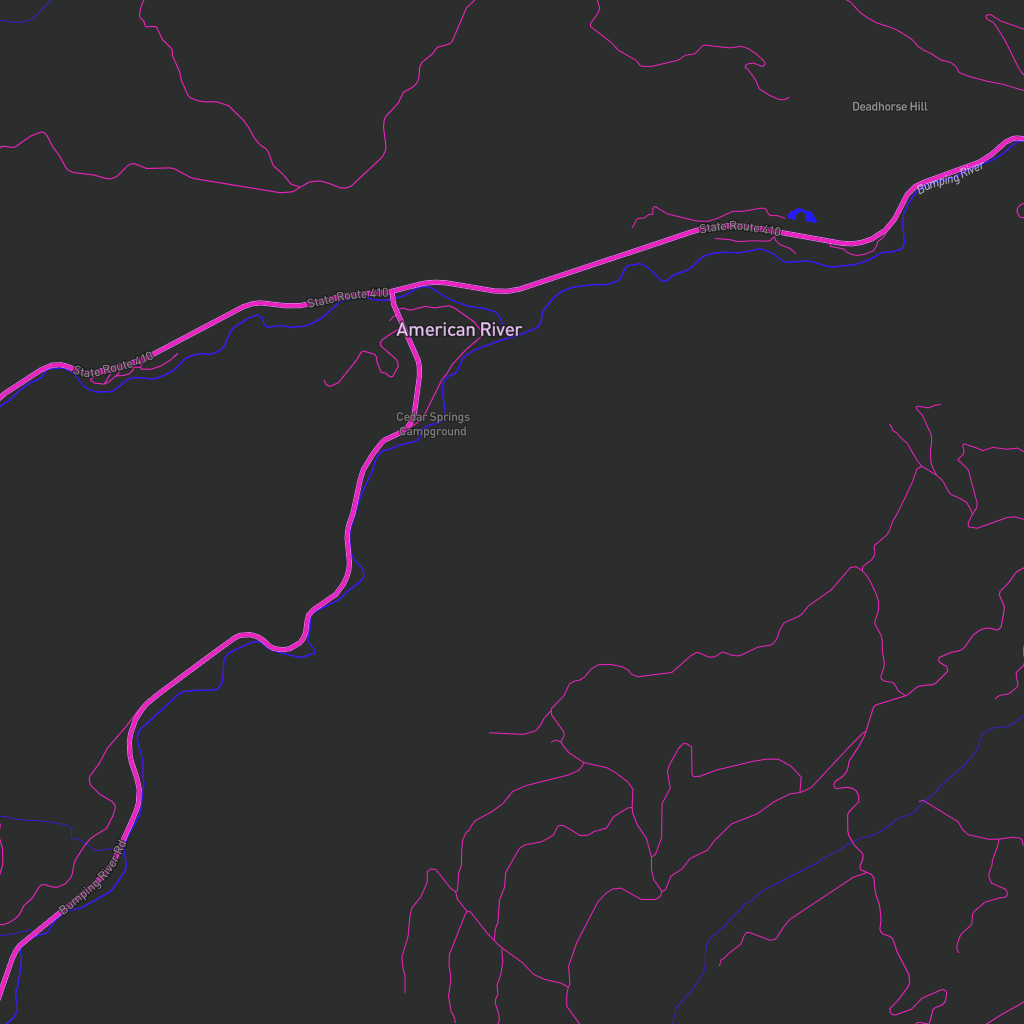 Deadhorse Hill
Bumping River
State Route 410
State Route 410
American River
State Route 410
Cedar Springs
Campground
Bumping River Rd